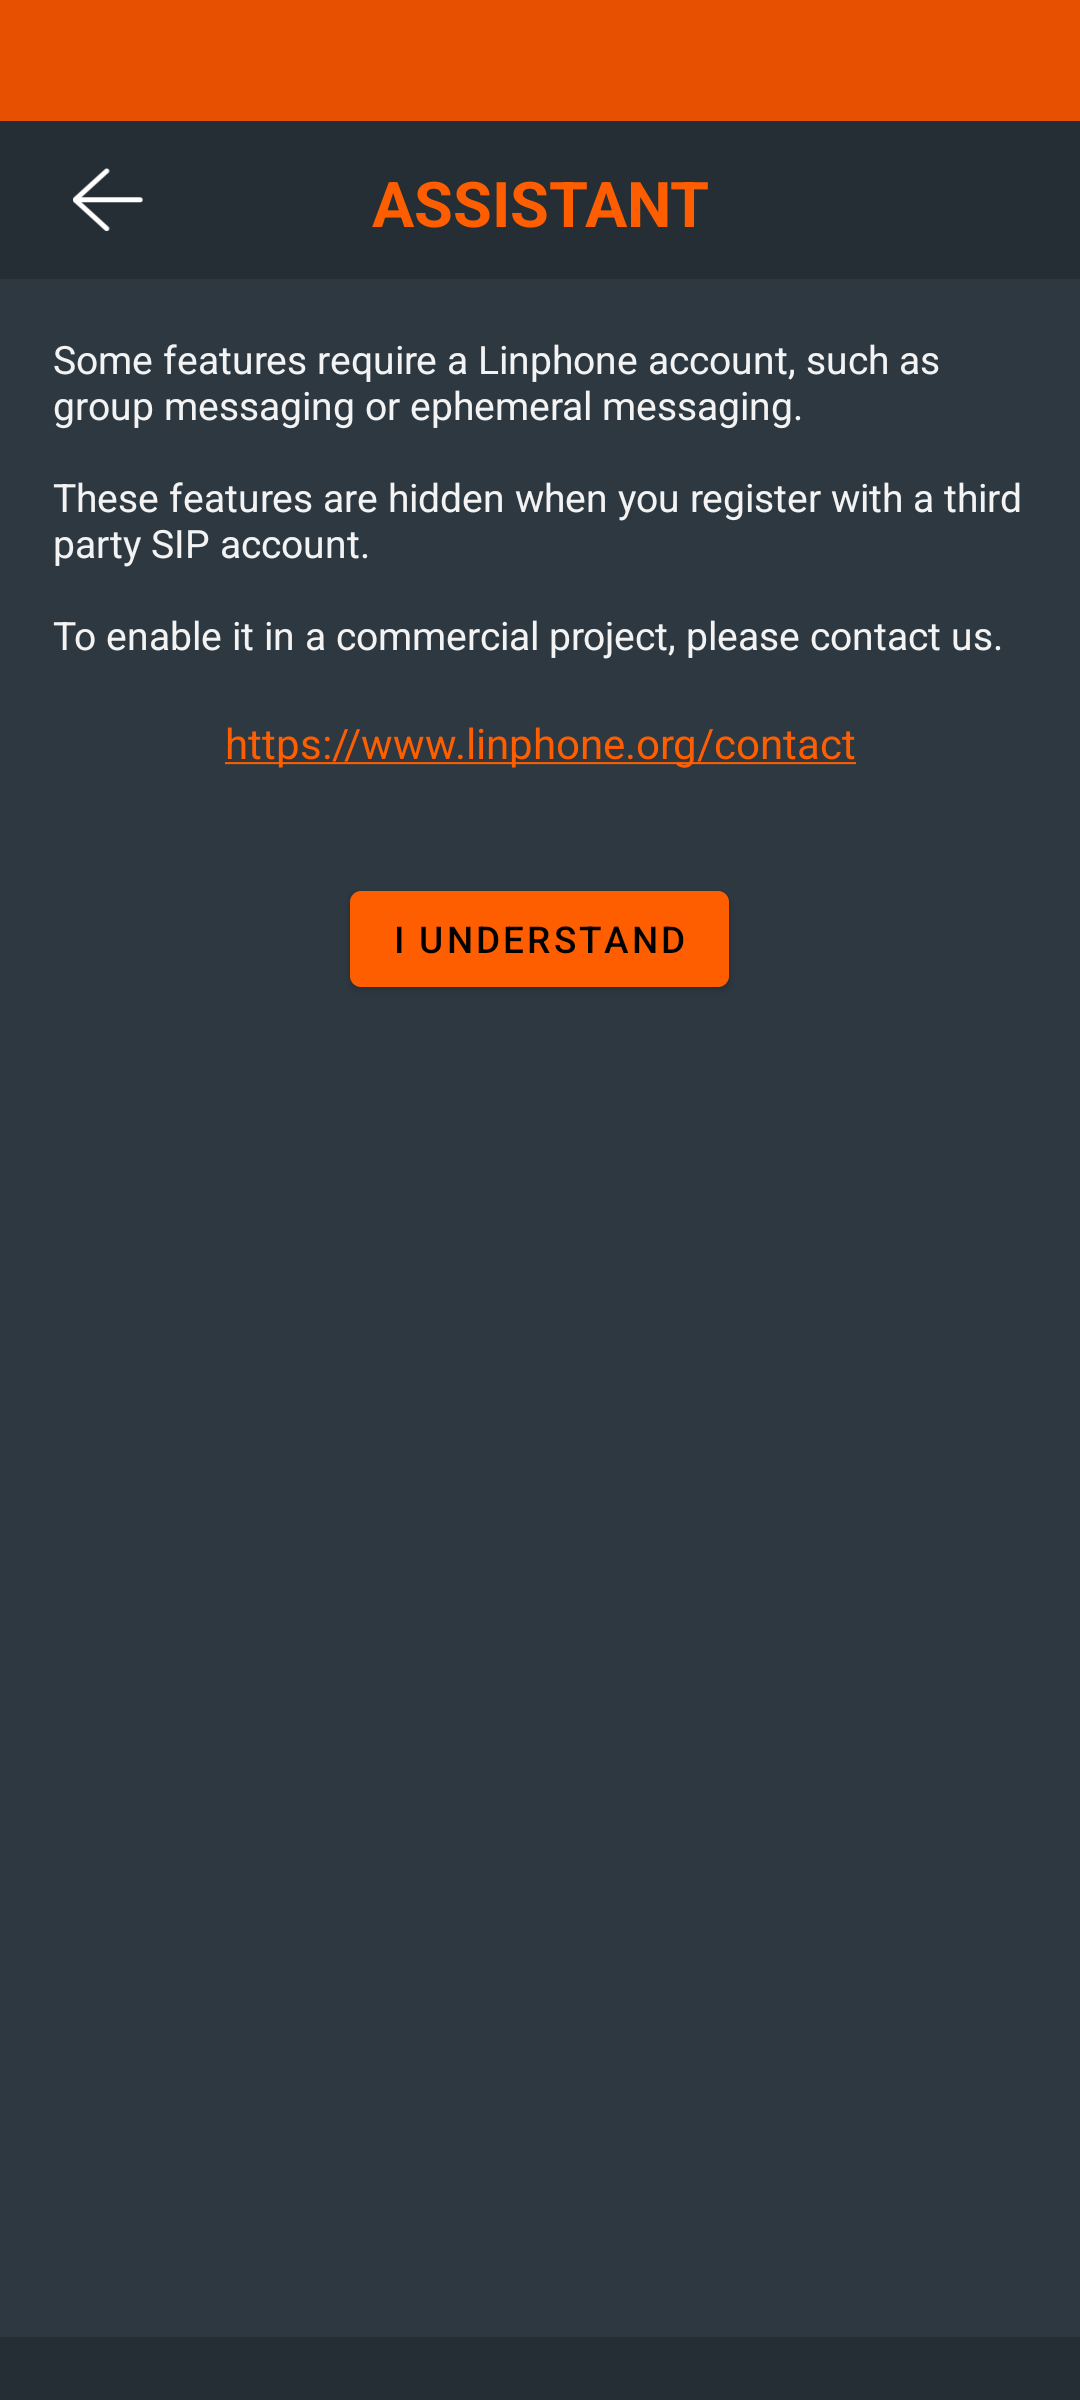 ASSISTANT
Some features require a Linphone account, such as
group messaging or ephemeral messaging.
These features are hidden when you register with a third
party SIP account.
To enable it in a commercial project, please contact us.
https://www.linphone.org/contact
I UNDERSTAND